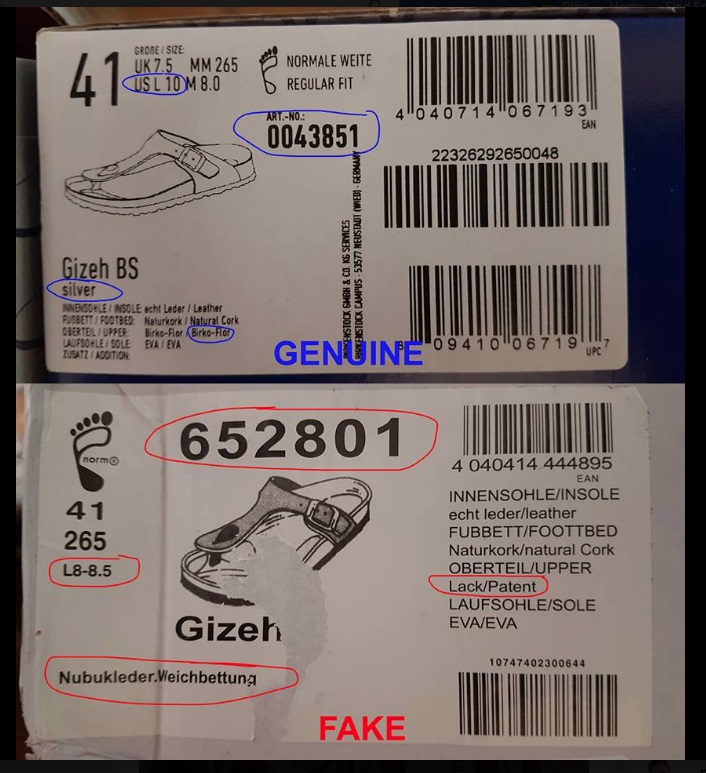 41
GRÖßE / SIZE:
UK 7.5 MM 265
US L 10 M 8.0
NORMALE WEITE
REGULAR FIT
ART.-NO.:
0043851
4 040714 067193
EAN
22326292650048
BIRKENSTOCK GMBH & CO. KG SERVICES
BIRKENSTOCK CAMPUS · 53577 NEUSTADT (WIED) · GERMANY
Gizeh BS
silver
INNENSOHLE / INSOLE: echt Leder / Leather
FUßBETT / FOOTBED: Naturkork / Natural Cork
OBERTEIL / UPPER: Birko-Flor / Birko-Flor
LAUFSOHLE / SOLE: EVA / EVA
ZUSATZ / ADDITION:
09410 06719 7
UPC
GENUINE
norm®
652801
41
265
L8-8.5
Gizeh
Nubukleder.Weichbettung
4 040414 444895
EAN
INNENSOHLE/INSOLE
echt leder/leather
FUBBETT/FOOTTBED
Naturkork/natural Cork
OBERTEIL/UPPER
Lack/Patent
LAUFSOHLE/SOLE
EVA/EVA
10747402300644
FAKE